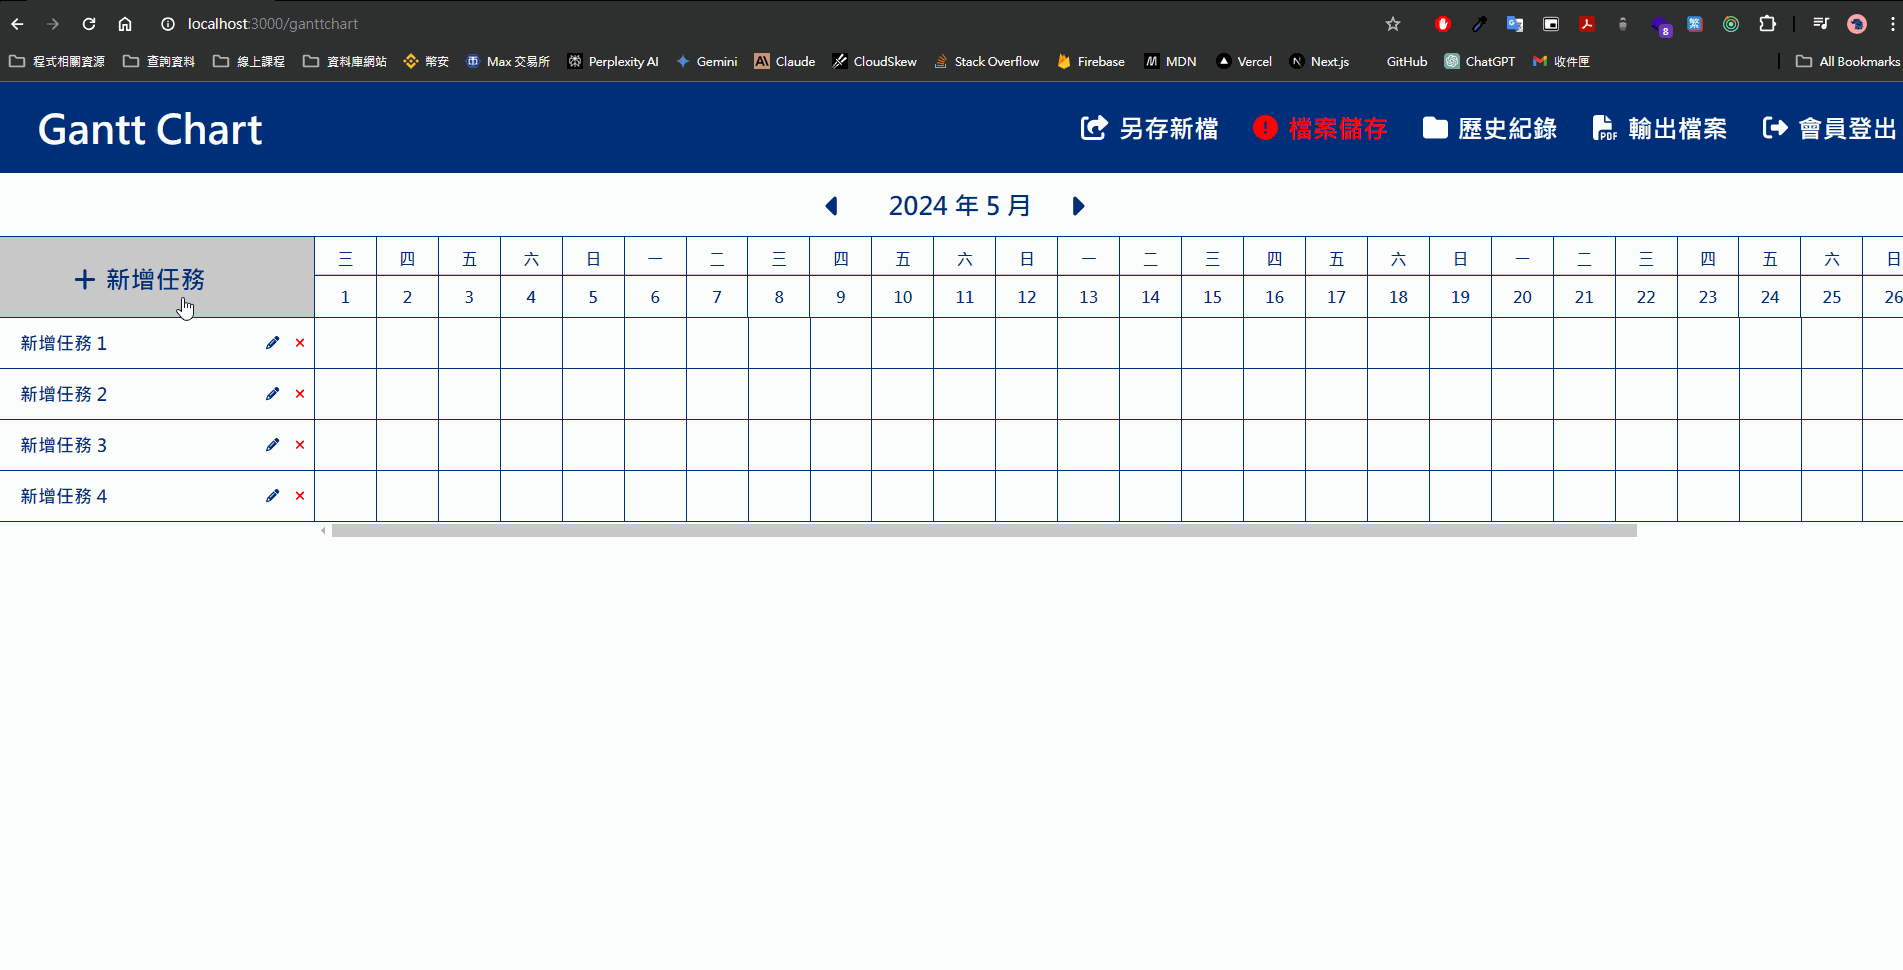 localhost:3000/ganttchart
8 繁
程式相關資源 查詢資料 線上課程 資料庫網站 幣安 Max 交易所 Perplexity AI Gemini Claude CloudSkew Stack Overflow Firebase MDN Vercel Next.js GitHub ChatGPT 收件匣 All Bookmarks
Gantt Chart 另存新檔 檔案儲存 歷史紀錄 PDF 輸出檔案 會員登出
2024 年 5 月
新增任務
三 四 五 六 日 一 二 三 四 五 六 日 一 二 三 四 五 六 日 一 二 三 四 五 六 日
1 2 3 4 5 6 7 8 9 10 11 12 13 14 15 16 17 18 19 20 21 22 23 24 25 26
新增任務 1
新增任務 2
新增任務 3
新增任務 4